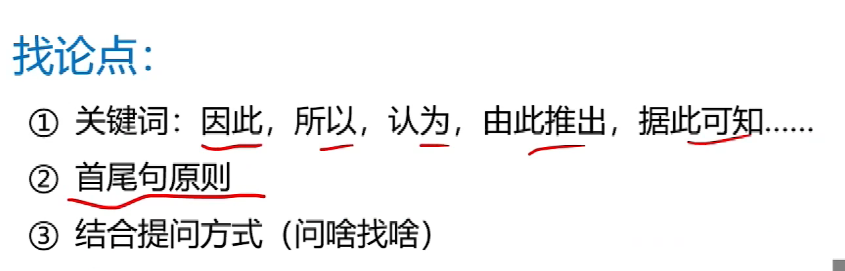 找论点：
① 关键词：因此，所以，认为，由此推出，据此可知……
② 首尾句原则
③ 结合提问方式（问啥找啥）